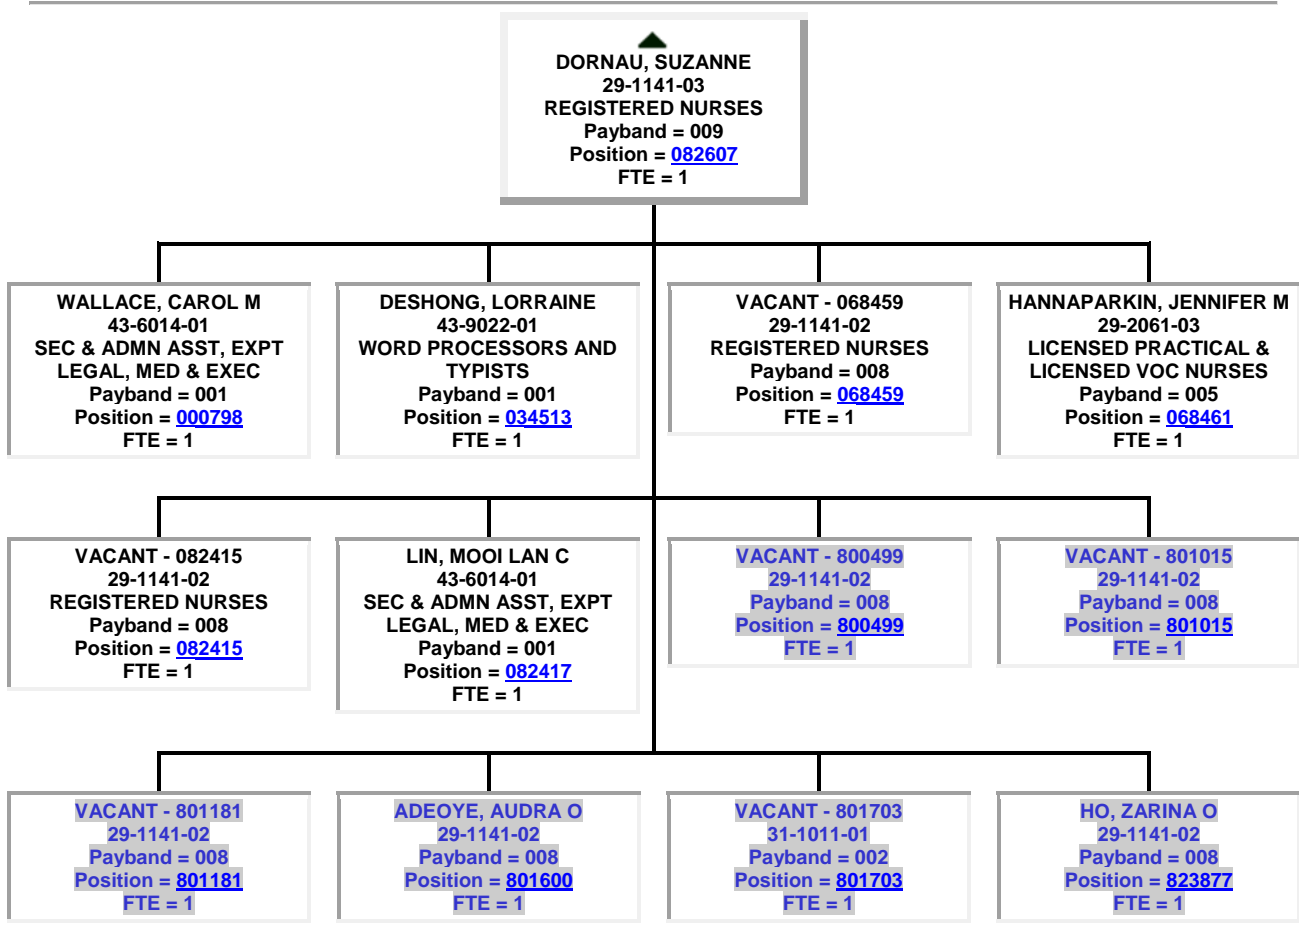 DORNAU, SUZANNE
29-1141-03
REGISTERED NURSES
Payband = 009
Position = 082607
FTE = 1
WALLACE, CAROL M
43-6014-01
SEC & ADMN ASST, EXPT
LEGAL, MED & EXEC
Payband = 001
Position = 000798
FTE = 1
DESHONG, LORRAINE
43-9022-01
WORD PROCESSORS AND
TYPISTS
Payband = 001
Position = 034513
FTE = 1
VACANT - 068459
29-1141-02
REGISTERED NURSES
Payband = 008
Position = 068459
FTE = 1
HANNAPARKIN, JENNIFER M
29-2061-03
LICENSED PRACTICAL &
LICENSED VOC NURSES
Payband = 005
Position = 068461
FTE = 1
VACANT - 082415
29-1141-02
REGISTERED NURSES
Payband = 008
Position = 082415
FTE = 1
LIN, MOOI LAN C
43-6014-01
SEC & ADMN ASST, EXPT
LEGAL, MED & EXEC
Payband = 001
Position = 082417
FTE = 1
VACANT - 800499
29-1141-02
Payband = 008
Position = 800499
FTE = 1
VACANT - 801015
29-1141-02
Payband = 008
Position = 801015
FTE = 1
VACANT - 801181
29-1141-02
Payband = 008
Position = 801181
FTE = 1
ADEOYE, AUDRA O
29-1141-02
Payband = 008
Position = 801600
FTE = 1
VACANT - 801703
31-1011-01
Payband = 002
Position = 801703
FTE = 1
HO, ZARINA O
29-1141-02
Payband = 008
Position = 823877
FTE = 1